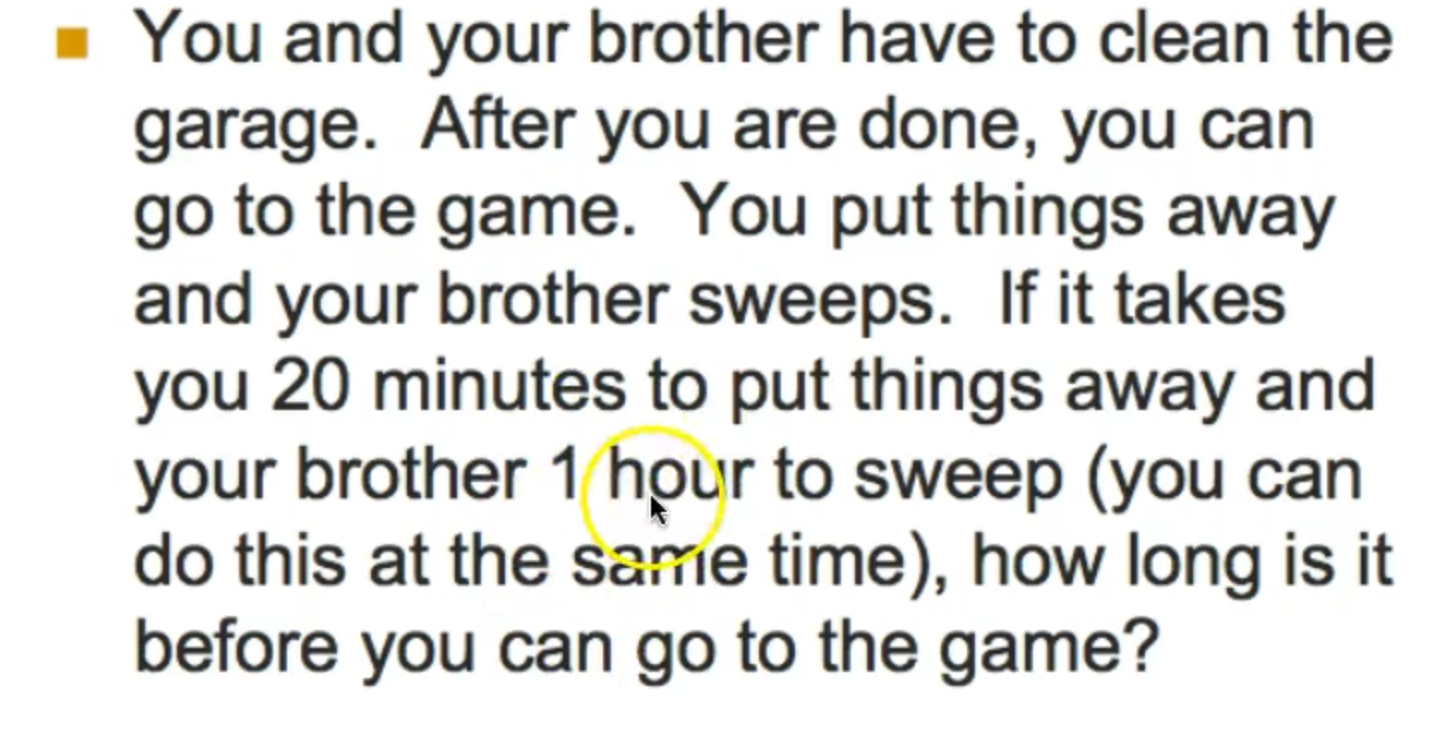 You and your brother have to clean the
garage. After you are done, you can
go to the game. You put things away
and your brother sweeps. If it takes
you 20 minutes to put things away and
your brother 1 hour to sweep (you can
do this at the same time), how long is it
before you can go to the game?